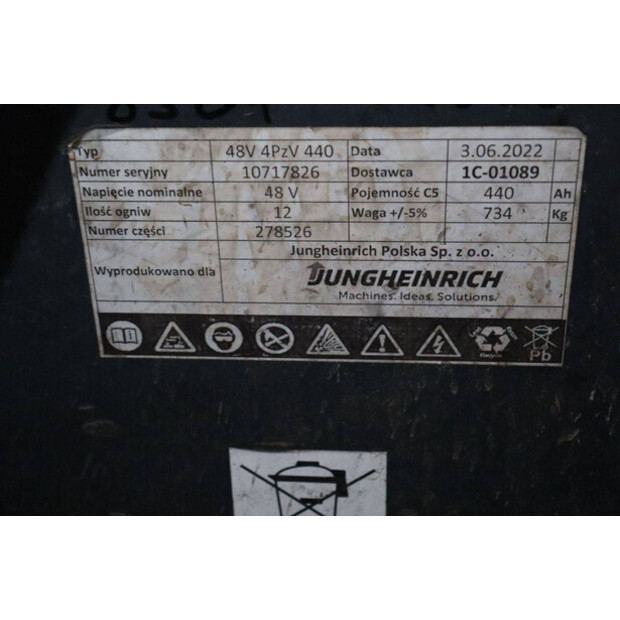 Typ 48V 4PzV 440 Data 3.06.2022
Numer seryjny 10717826 Dostawca 1C-01089
Napięcie nominalne 48 V Pojemność C5 440 Ah
Ilość ogniw 12 Waga +/-5% 734 Kg
Numer części 278526
Jungheinrich Polska Sp. z o.o.
Wyprodukowano dla JUNGHEINRICH
Machines. Ideas. Solutions.
Pb